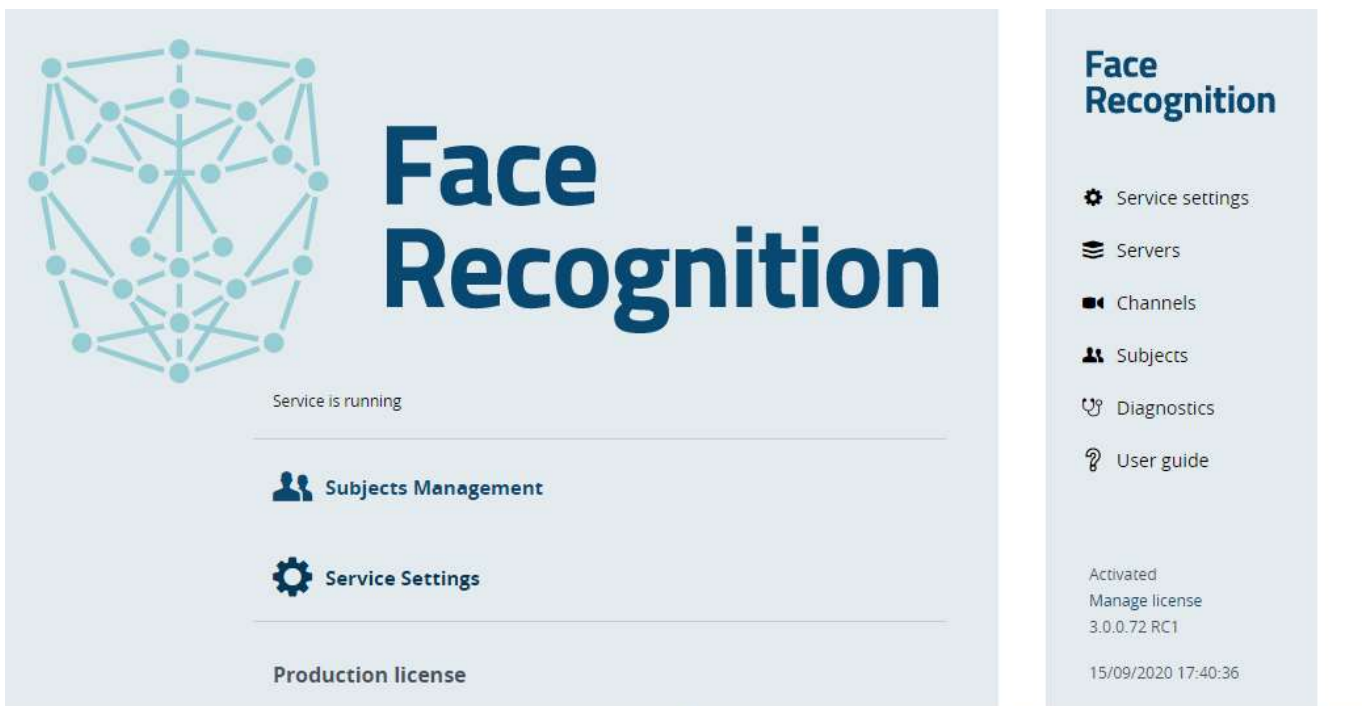 Face
Recognition
Service is running
Subjects Management
Service Settings
Production license
Face
Recognition
Service settings
Servers
Channels
Subjects
Diagnostics
User guide
Activated
Manage license
3.0.0.72 RC1
15/09/2020 17:40:36